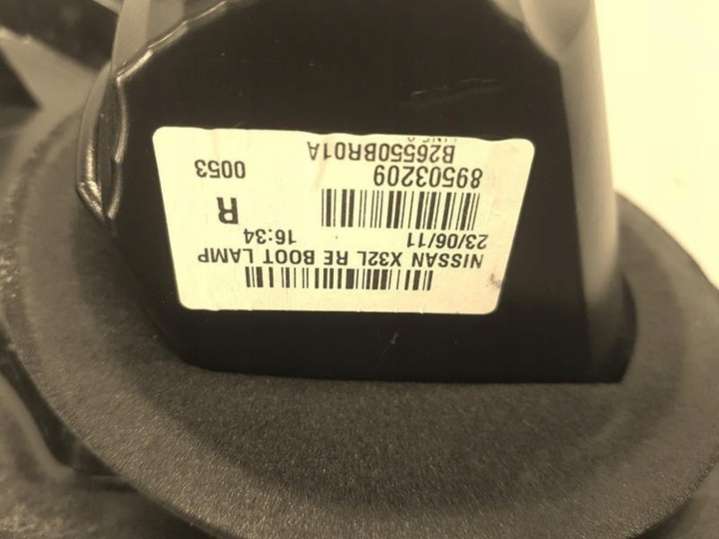 NISSAN X32L RE BOOT LAMP
23/06/11 16:34
R
89503209 0053
B26550BR01A